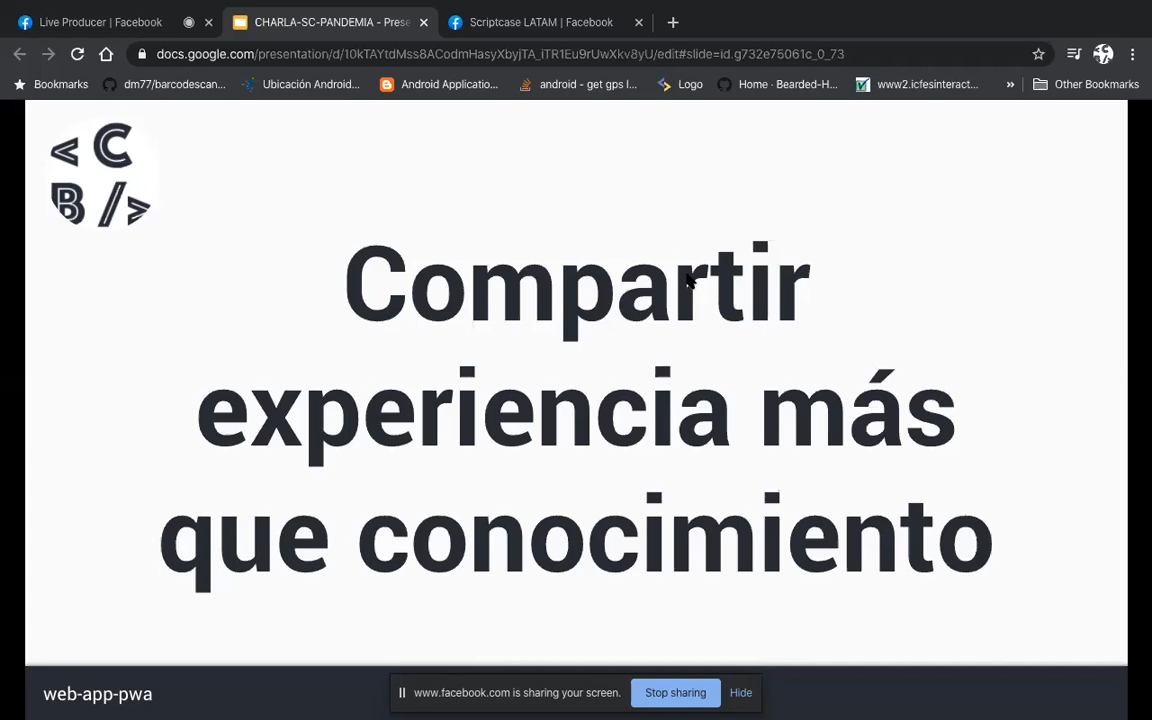 Live Producer | Facebook
CHARLA-SC-PANDEMIA - Prese
Scriptcase LATAM | Facebook
docs.google.com/presentation/d/10kTAYtdMss8ACodmHasyXbyjTA_iTR1Eu9rUwXkv8yU/edit#slide=id.g732e75061c_0_73
Bookmarks
dm77/barcodescan...
Ubicación Android...
Android Applicatio...
android - get gps l...
Logo
Home · Bearded-H...
www2.icfesinteract...
»
Other Bookmarks
< C
B />
Compartir
experiencia más
que conocimiento
web-app-pwa
www.facebook.com is sharing your screen.
Stop sharing
Hide